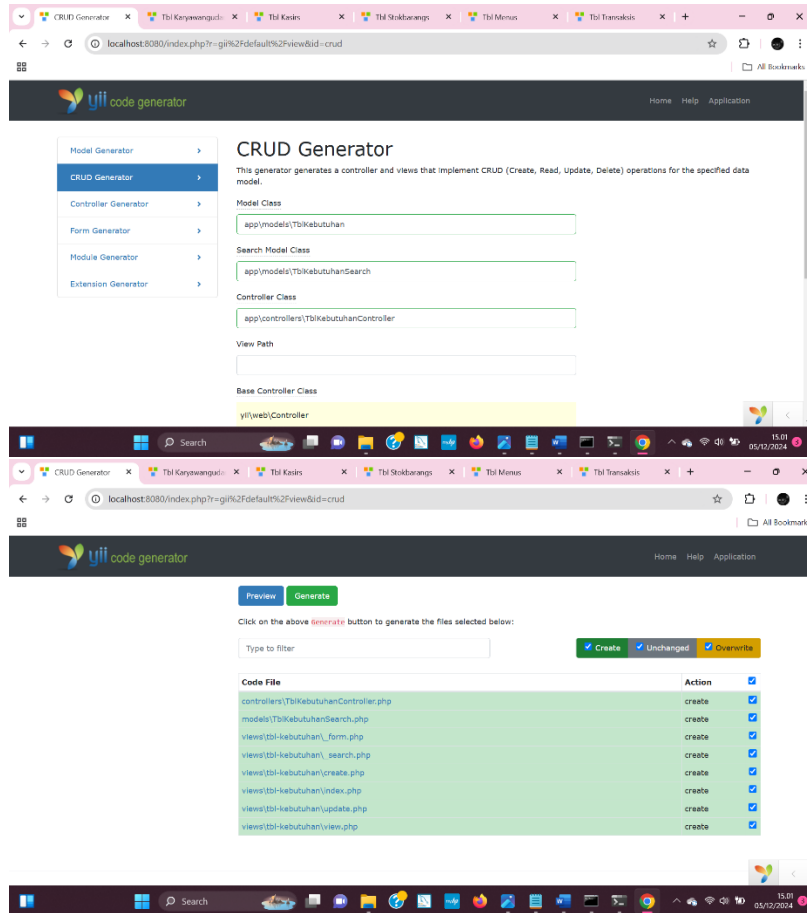 CRUD Generator
Tbl Karyawanguda
Tbl Kasirs
Tbl Stokbarangs
Tbl Menus
Tbl Transaksis
localhost:8080/index.php?r=gii%2Fdefault%2Fview&id=crud
All Bookmarks
yii code generator
Home Help Application
Model Generator
CRUD Generator
Controller Generator
Form Generator
Module Generator
Extension Generator
CRUD Generator
This generator generates a controller and views that implement CRUD (Create, Read, Update, Delete) operations for the specified data
model.
Model Class
app\models\TblKebutuhan
Search Model Class
app\models\TblKebutuhanSearch
Controller Class
app\controllers\TblKebutuhanController
View Path
Base Controller Class
yii\web\Controller
Search
15.01
05/12/2024
CRUD Generator
Tbl Karyawanguda
Tbl Kasirs
Tbl Stokbarangs
Tbl Menus
Tbl Transaksis
localhost:8080/index.php?r=gii%2Fdefault%2Fview&id=crud
All Bookmark
yii code generator
Home Help Application
Preview Generate
Click on the above Generate button to generate the files selected below:
Type to filter
Create Unchanged Overwrite
Code File Action
controllers\TblKebutuhanController.php create
models\TblKebutuhanSearch.php create
views\tbl-kebutuhan\_form.php create
views\tbl-kebutuhan\_search.php create
views\tbl-kebutuhan\create.php create
views\tbl-kebutuhan\index.php create
views\tbl-kebutuhan\update.php create
views\tbl-kebutuhan\view.php create
Search
15.01
05/12/2024